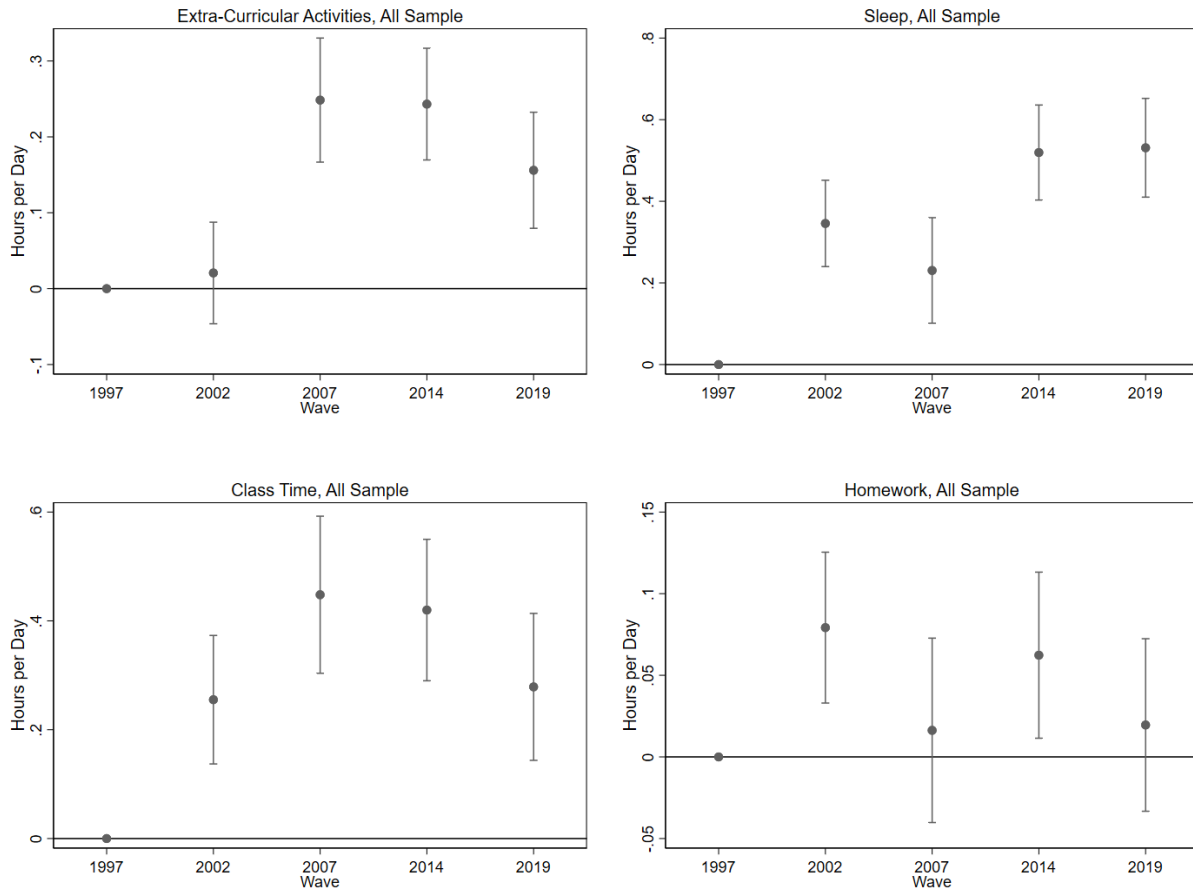 Extra-Curricular Activities, All Sample
Hours per Day
.3
.2
.1
0
-.1
1997 2002 2007 2014 2019
Wave
Sleep, All Sample
Hours per Day
.8
.6
.4
.2
0
1997 2002 2007 2014 2019
Wave
Class Time, All Sample
Hours per Day
.6
.4
.2
0
1997 2002 2007 2014 2019
Wave
Homework, All Sample
Hours per Day
.15
.1
.05
0
-.05
1997 2002 2007 2014 2019
Wave